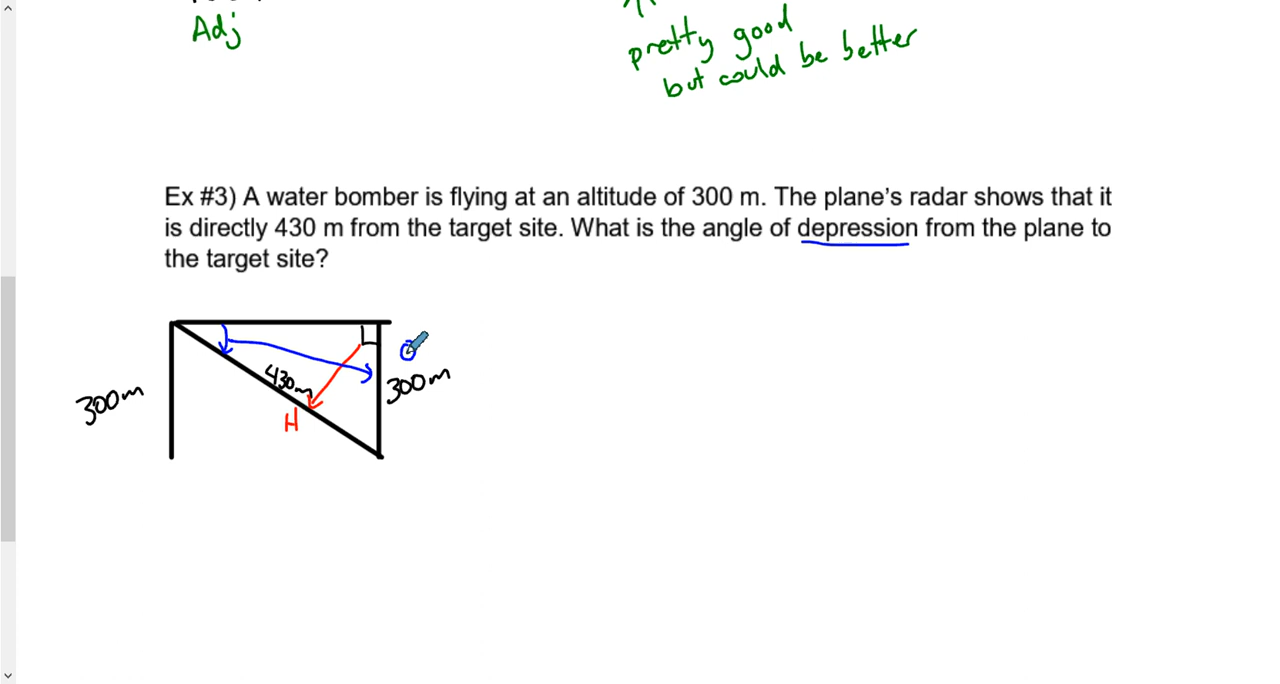 Adj
pretty good
but could be better
Ex #3) A water bomber is flying at an altitude of 300 m. The plane's radar shows that it
is directly 430 m from the target site. What is the angle of depression from the plane to
the target site?
300m
430m
H
O
300m